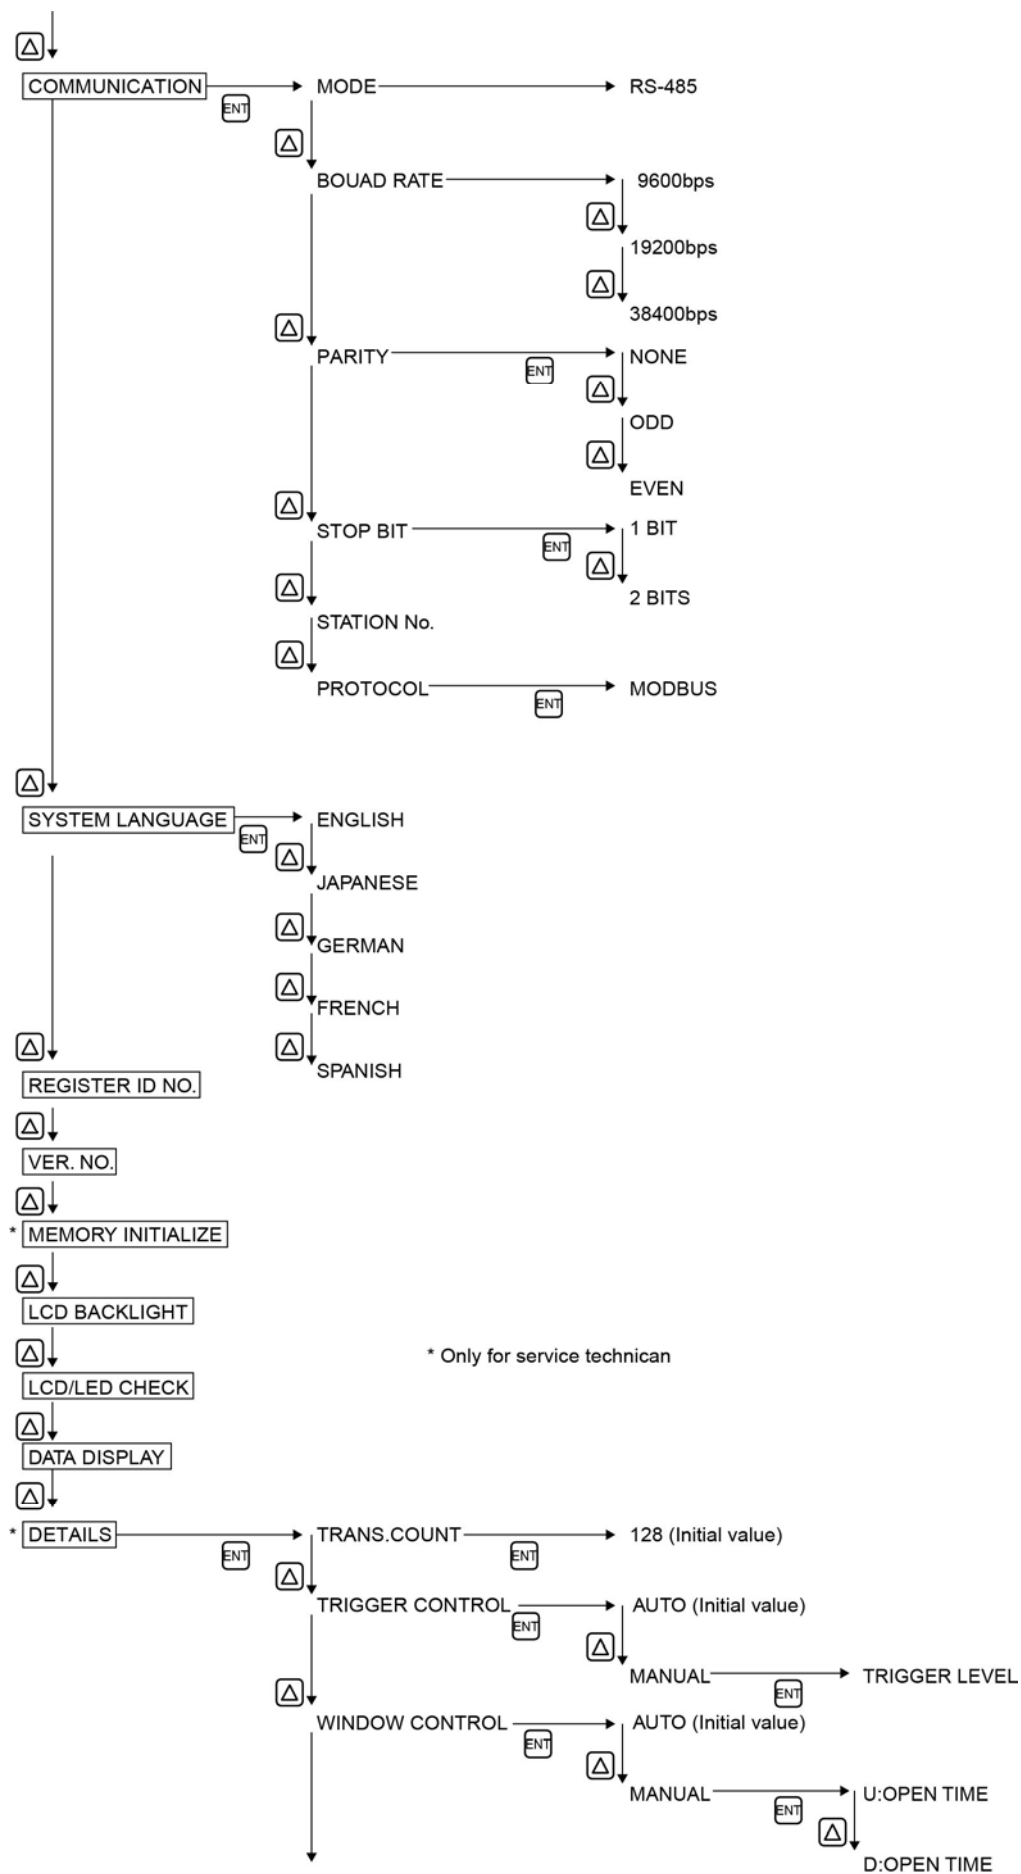 COMMUNICATION ENT MODE RS-485
BOUAD RATE 9600bps
19200bps
38400bps
PARITY ENT NONE
ODD
EVEN
STOP BIT ENT 1 BIT
2 BITS
STATION No.
PROTOCOL ENT MODBUS
SYSTEM LANGUAGE ENT ENGLISH
JAPANESE
GERMAN
FRENCH
SPANISH
REGISTER ID NO.
VER. NO.
* MEMORY INITIALIZE
LCD BACKLIGHT
* Only for service technican
LCD/LED CHECK
DATA DISPLAY
* DETAILS ENT TRANS.COUNT ENT 128 (Initial value)
TRIGGER CONTROL ENT AUTO (Initial value)
MANUAL ENT TRIGGER LEVEL
WINDOW CONTROL ENT AUTO (Initial value)
MANUAL ENT U:OPEN TIME
D:OPEN TIME